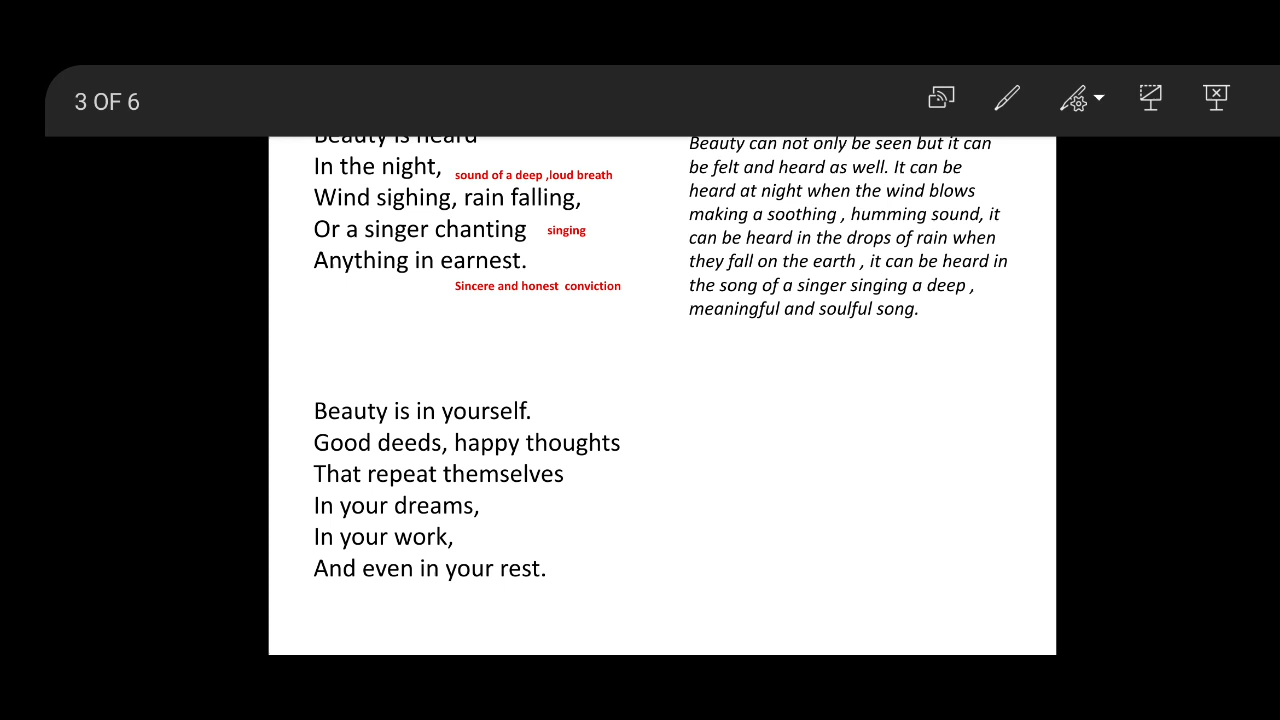 3 OF 6
Beauty is heard
In the night,
sound of a deep ,loud breath
Wind sighing, rain falling,
Or a singer chanting
singing
Anything in earnest.
Sincere and honest conviction
Beauty can not only be seen but it can
be felt and heard as well. It can be
heard at night when the wind blows
making a soothing , humming sound, it
can be heard in the drops of rain when
they fall on the earth , it can be heard in
the song of a singer singing a deep ,
meaningful and soulful song.
Beauty is in yourself.
Good deeds, happy thoughts
That repeat themselves
In your dreams,
In your work,
And even in your rest.